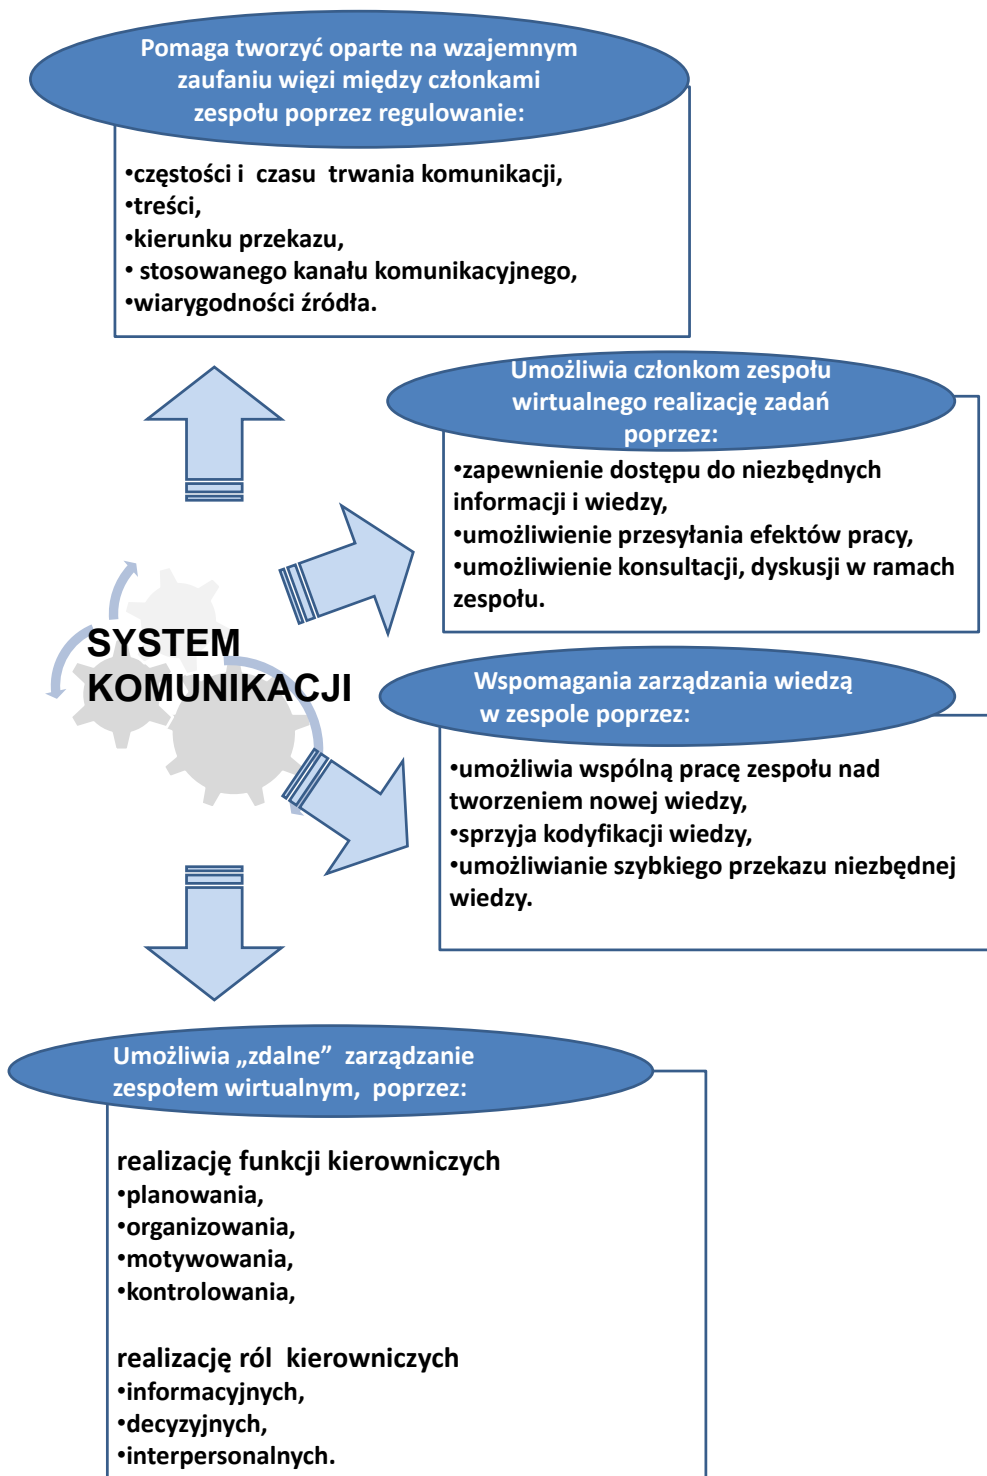 Pomaga tworzyć oparte na wzajemnym
zaufaniu więzi między członkami
zespołu poprzez regulowanie:
•częstości i  czasu  trwania komunikacji,
•treści,
•kierunku przekazu,
• stosowanego kanału komunikacyjnego,
•wiarygodności źródła.
Umożliwia członkom zespołu
wirtualnego realizację zadań
poprzez:
•zapewnienie dostępu do niezbędnych
informacji i wiedzy,
•umożliwienie przesyłania efektów pracy,
•umożliwienie konsultacji, dyskusji w ramach
zespołu.
SYSTEM
KOMUNIKACJI
Wspomagania zarządzania wiedzą
w zespole poprzez:
•umożliwia wspólną pracę zespołu nad
tworzeniem nowej wiedzy,
•sprzyja kodyfikacji wiedzy,
•umożliwianie szybkiego przekazu niezbędnej
wiedzy.
Umożliwia „zdalne”  zarządzanie
zespołem wirtualnym,  poprzez:
realizację funkcji kierowniczych
•planowania,
•organizowania,
•motywowania,
•kontrolowania,
realizację ról  kierowniczych
•informacyjnych,
•decyzyjnych,
•interpersonalnych.